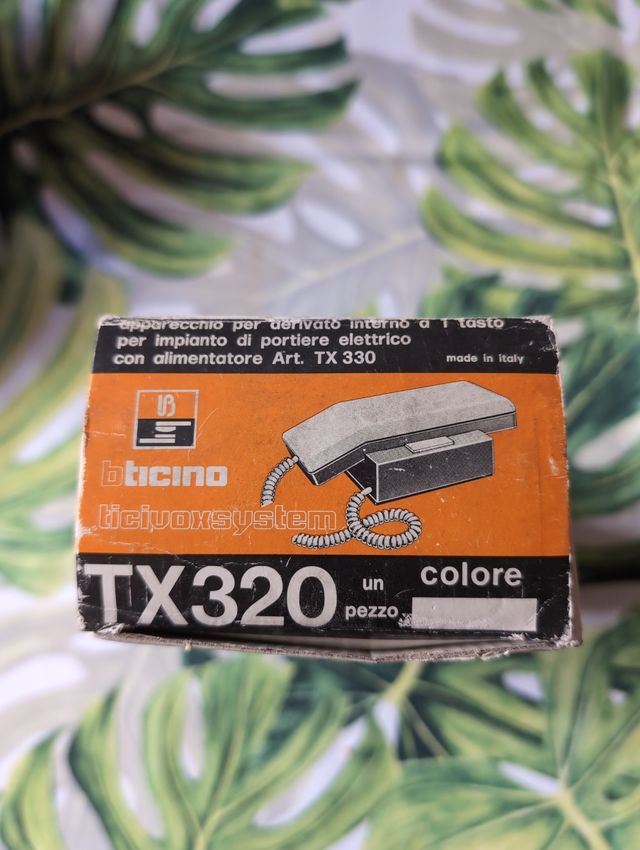 apparecchio per derivato interno a 1 tasto
per impianto di portiere elettrico
con alimentatore Art. TX 330
made in italy
bticino
ticivoxsystem
TX320
un
pezzo
colore